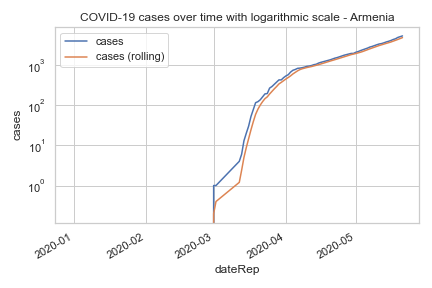 COVID-19 cases over time with logarithmic scale - Armenia
cases
cases (rolling)
10³
10²
10¹
10⁰
cases
2020-01
2020-02
2020-03
2020-04
2020-05
dateRep